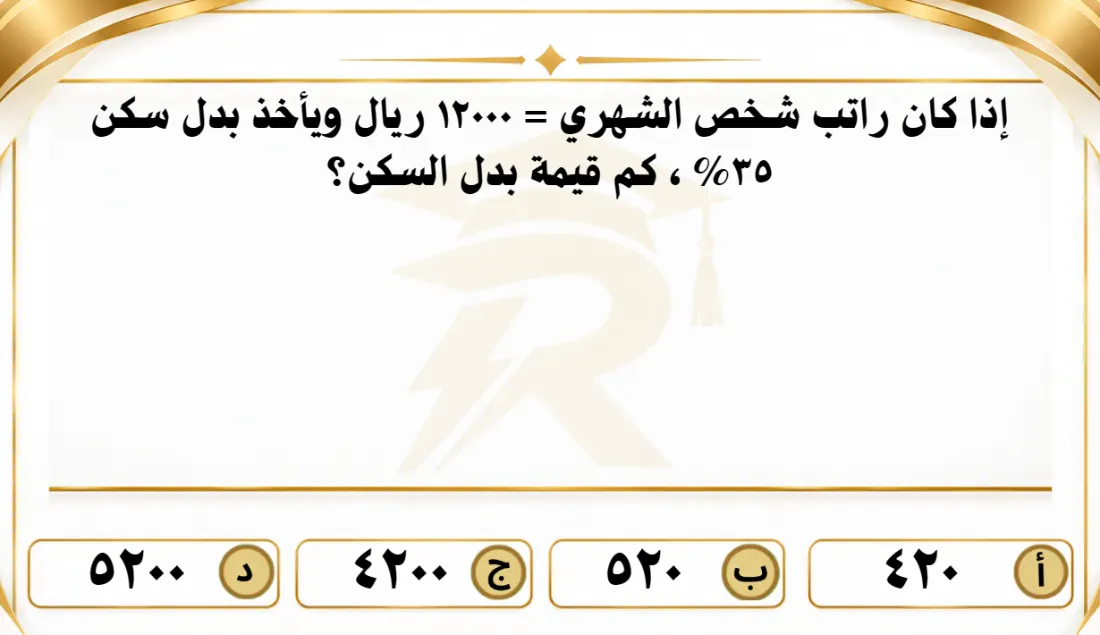 إذا كان راتب شخص الشهري = ١٢٠٠٠ ريال ويأخذ بدل سكن
٣٥% ، كم قيمة بدل السكن؟
أ ٤٢٠
ب ٥٢٠
ج ٤٢٠٠
د ٥٢٠٠